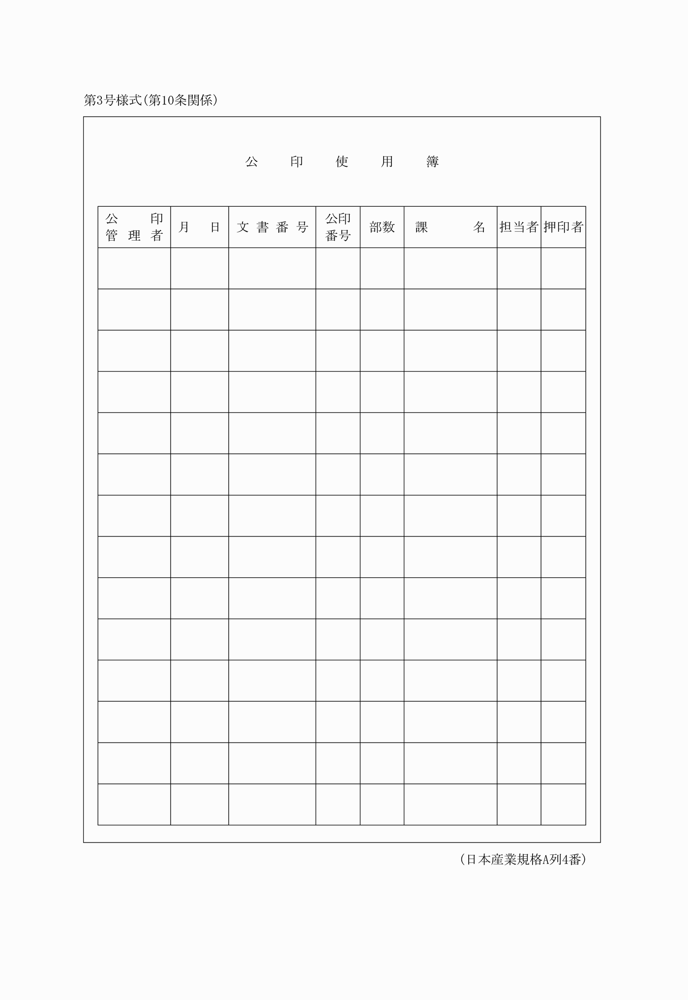 第3号様式(第10条関係)
公印使用簿
公印
管理者
月日
文書番号
公印
番号
部数
課名
担当者
押印者
(日本産業規格A列4番)